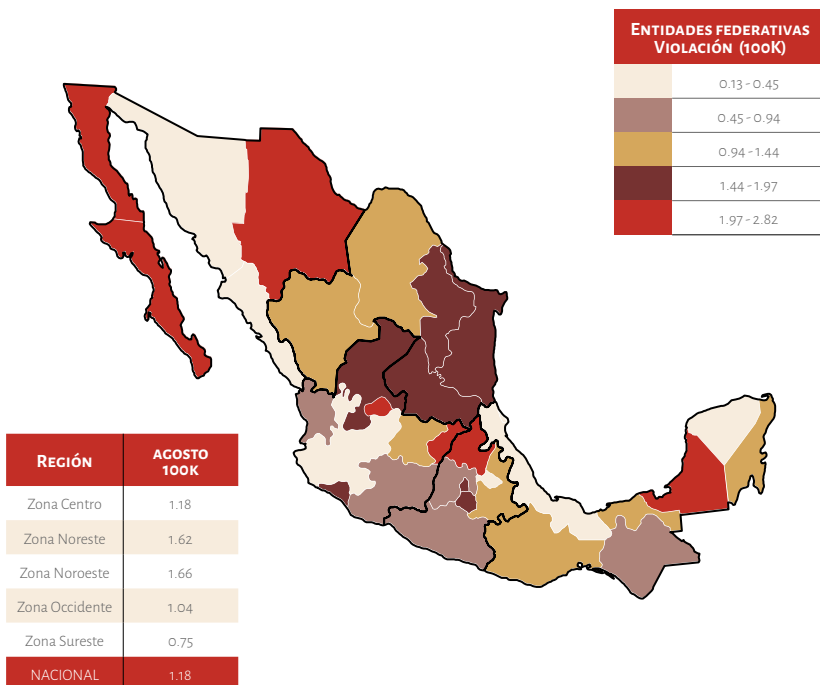 ENTIDADES FEDERATIVAS
VIOLACIÓN (100K)
0.13 - 0.45
0.45 - 0.94
0.94 - 1.44
1.44 - 1.97
1.97 - 2.82
REGIÓN AGOSTO
100K
Zona Centro 1.18
Zona Noreste 1.62
Zona Noroeste 1.66
Zona Occidente 1.04
Zona Sureste 0.75
NACIONAL 1.18